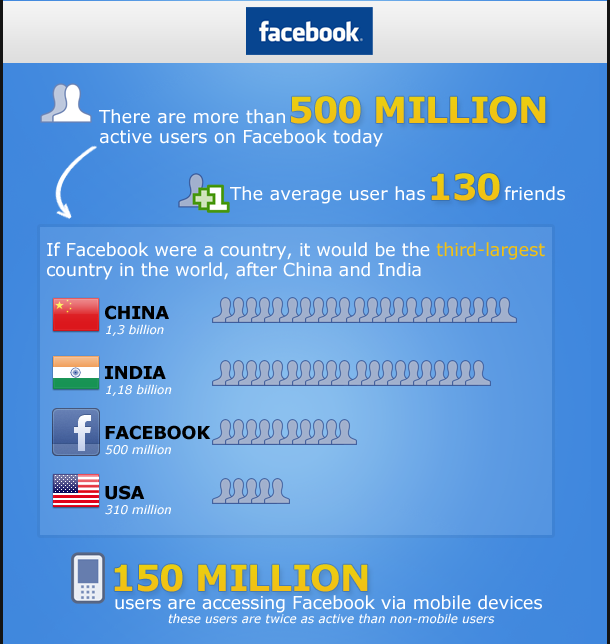 facebook.
There are more than 500 MILLION
active users on Facebook today
+1
The average user has 130 friends
If Facebook were a country, it would be the third-largest
country in the world, after China and India
CHINA
1,3 billion
INDIA
1,18 billion
f
FACEBOOK
500 million
USA
310 million
150 MILLION
users are accessing Facebook via mobile devices
these users are twice as active than non-mobile users